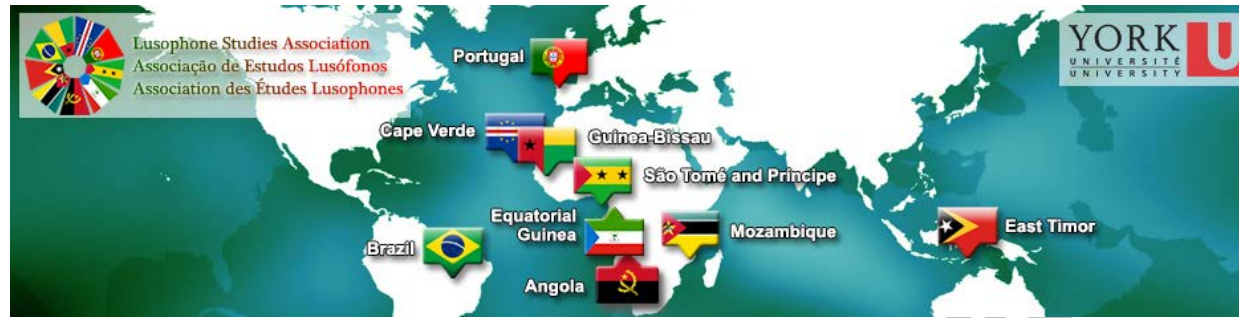 Lusophone Studies Association
Associação de Estudos Lusófonos
Association des Études Lusophones
YORK
UNIVERSITÉ
UNIVERSITY
U
Portugal
Cape Verde
Guinea-Bissau
São Tomé and Príncipe
Equatorial
Guinea
Mozambique
East Timor
Brazil
Angola